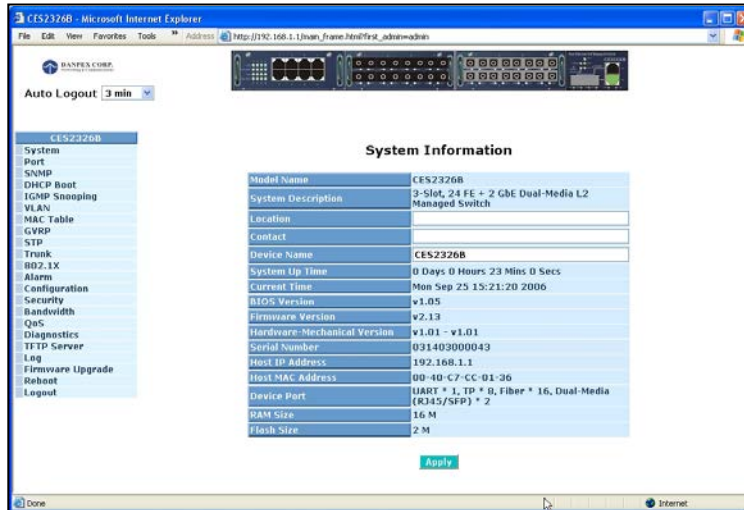 CES2326B - Microsoft Internet Explorer
File Edit View Favorites Tools » Address http://192.168.1.1/main_frame.html?first_admin=admin
DANPEX CORP.
Auto Logout 3 min
CES2326B
System
Port
SNMP
DHCP Boot
IGMP Snooping
VLAN
MAC Table
GVRP
STP
Trunk
802.1X
Alarm
Configuration
Security
Bandwidth
QoS
Diagnostics
TFTP Server
Log
Firmware Upgrade
Reboot
Logout
System Information
Model Name CES2326B
System Description 3-Slot, 24 FE + 2 GbE Dual-Media L2 Managed Switch
Location
Contact
Device Name CES2326B
System Up Time 0 Days 0 Hours 23 Mins 0 Secs
Current Time Mon Sep 25 15:21:20 2006
BIOS Version v1.05
Firmware Version v2.13
Hardware-Mechanical Version v1.01 - v1.01
Serial Number 031403000043
Host IP Address 192.168.1.1
Host MAC Address 00-40-C7-CC-01-36
Device Port UART * 1, TP * 8, Fiber * 16, Dual-Media (RJ45/SFP) * 2
RAM Size 16 M
Flash Size 2 M
Apply
Done Internet